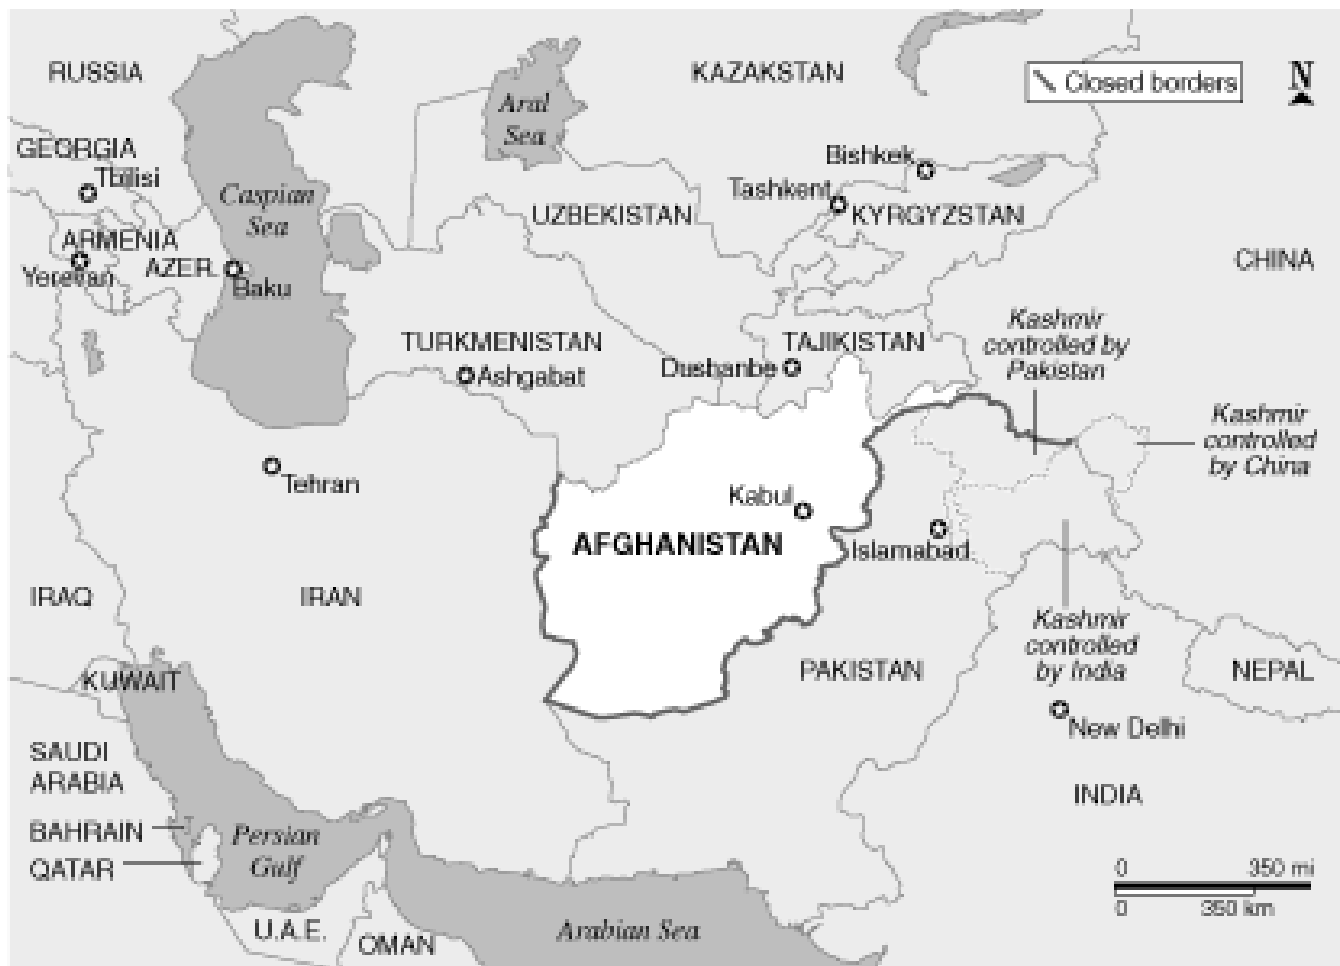 RUSSIA
KAZAKSTAN
Closed borders
N
Aral
Sea
GEORGIA
Tbilisi
Bishkek
Caspian
Sea
Tashkent
UZBEKISTAN
KYRGYZSTAN
ARMENIA
Yerevan
AZER.
Baku
CHINA
TURKMENISTAN
Ashgabat
TAJIKISTAN
Dushanbe
Kashmir
controlled by
Pakistan
Kashmir
controlled
by China
Tehran
Kabul
AFGHANISTAN
Islamabad
IRAQ
IRAN
Kashmir
controlled
by India
KUWAIT
PAKISTAN
NEPAL
New Delhi
SAUDI
ARABIA
INDIA
BAHRAIN
QATAR
Persian
Gulf
0 350 mi
0 350 km
U.A.E.
OMAN
Arabian Sea